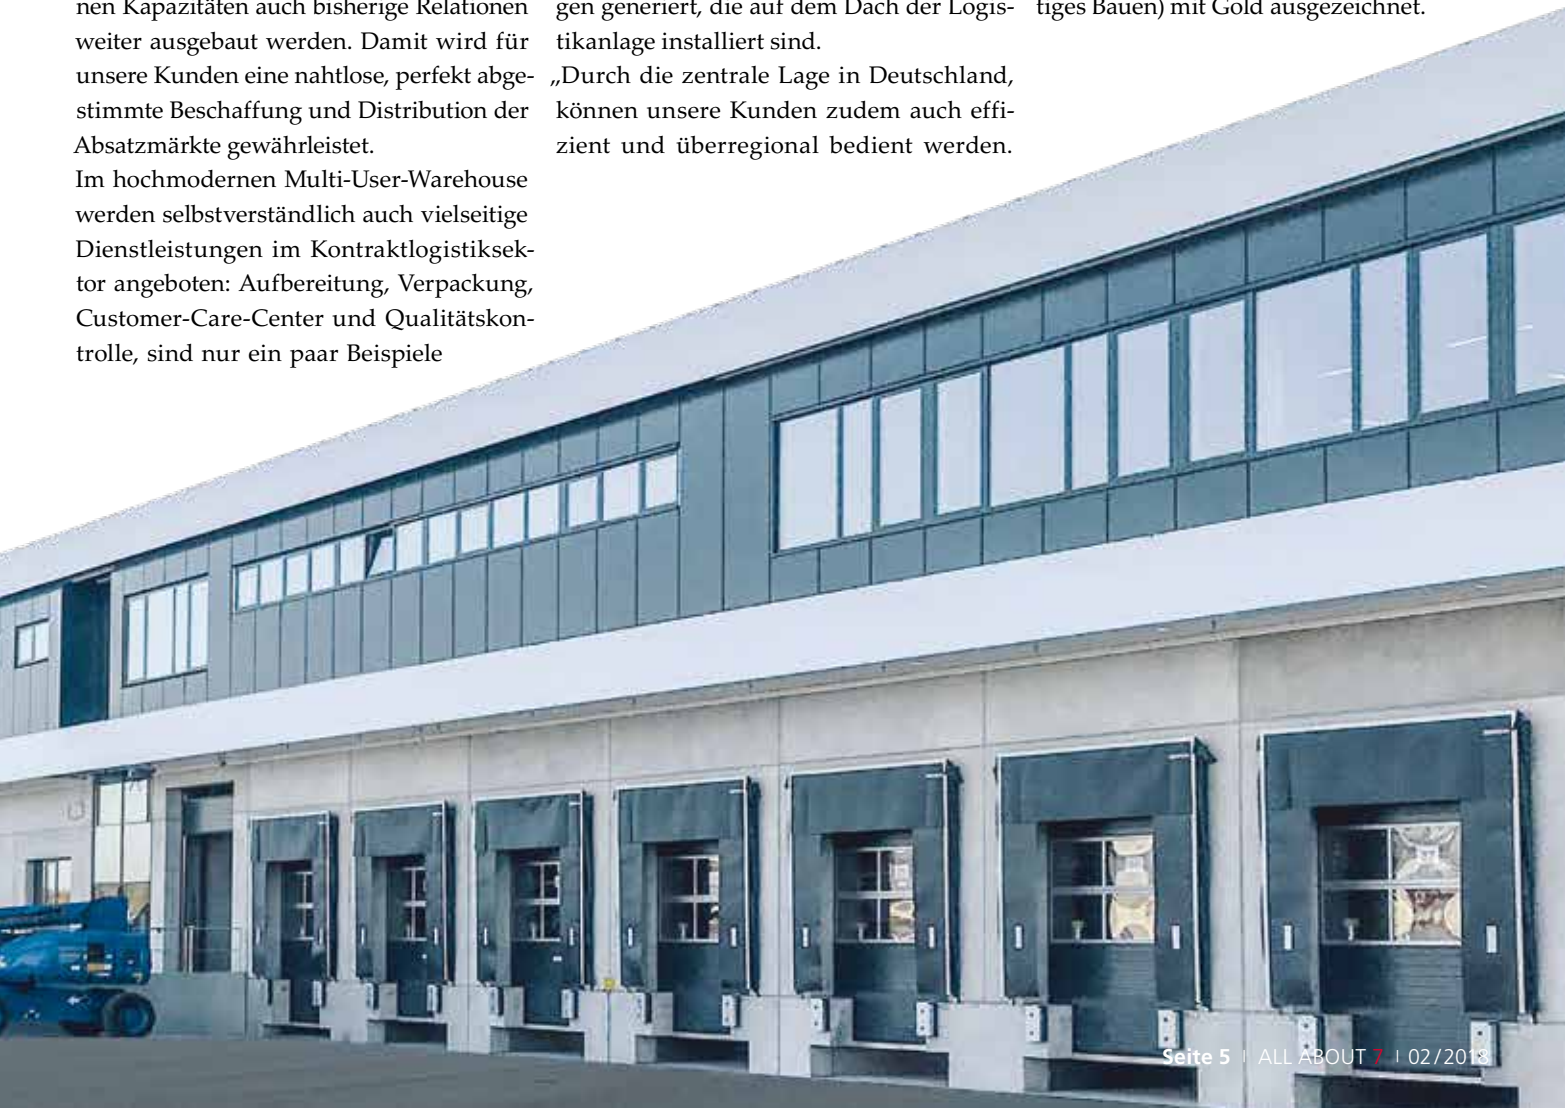 nen Kapazitäten auch bisherige Relationen
weiter ausgebaut werden. Damit wird für
unsere Kunden eine nahtlose, perfekt abge-
stimmte Beschaffung und Distribution der
Absatzmärkte gewährleistet.
Im hochmodernen Multi-User-Warehouse
werden selbstverständlich auch vielseitige
Dienstleistungen im Kontraktlogistiksek-
tor angeboten: Aufbereitung, Verpackung,
Customer-Care-Center und Qualitätskon-
trolle, sind nur ein paar Beispiele
gen generiert, die auf dem Dach der Logis-
tikanlage installiert sind.
„Durch die zentrale Lage in Deutschland,
können unsere Kunden zudem auch effi-
zient und überregional bedient werden.
tiges Bauen) mit Gold ausgezeichnet.
Seite 5 | ALL ABOUT 7 | 02/2018